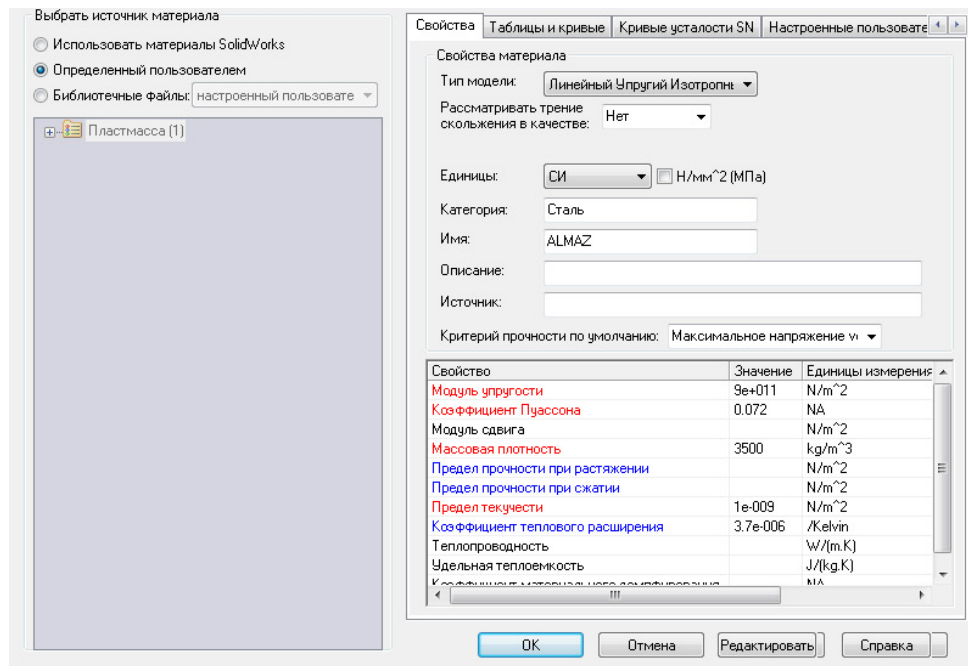 Выбрать источник материала
Использовать материалы SolidWorks
Определенный пользователем
Библиотечные файлы: настроенный пользовате
Пластмасса (1)
Свойства Таблицы и кривые Кривые усталости SN Настроенные пользовате
Свойства материала
Тип модели: Линейный Упругий Изотропны
Рассматривать трение
скольжения в качестве: Нет
Единицы: СИ Н/мм^2 (МПа)
Категория: Сталь
Имя: ALMAZ
Описание:
Источник:
Критерий прочности по умолчанию: Максимальное напряжение
Свойство Значение Единицы измерения
Модуль упругости 9e+011 N/m^2
Коэффициент Пуассона 0.072 NA
Модуль сдвига N/m^2
Массовая плотность 3500 kg/m^3
Предел прочности при растяжении N/m^2
Предел прочности при сжатии N/m^2
Предел текучести 1e-009 N/m^2
Коэффициент теплового расширения 3.7e-006 /Kelvin
Теплопроводность W/(m.K)
Удельная теплоемкость J/(kg.K)
Коэффициент материального демпфирования NA
OK Отмена Редактировать Справка